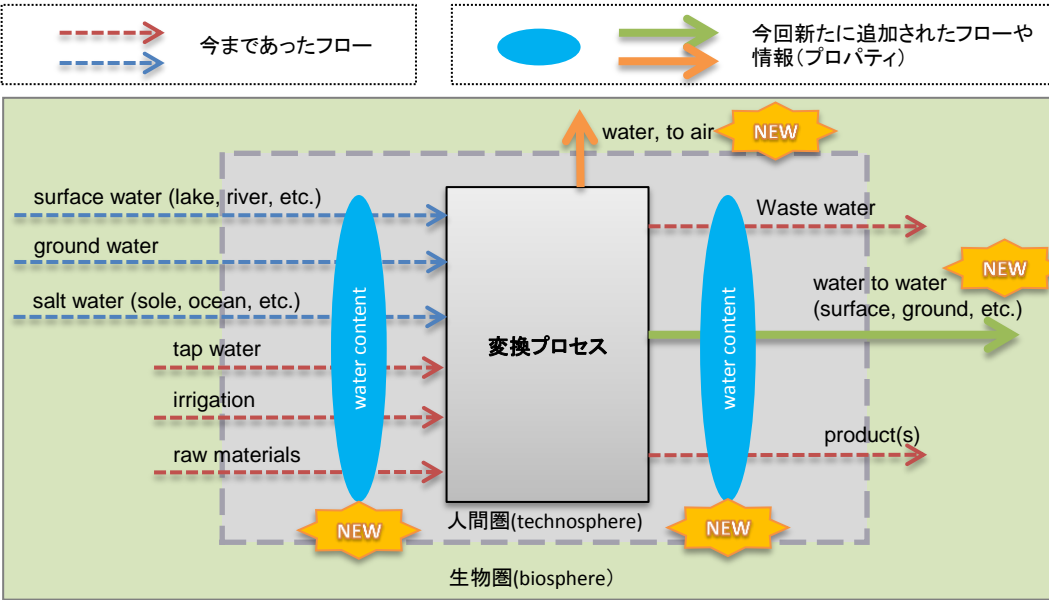 今まであったフロー
今回新たに追加されたフローや
情報（プロパティ）
water, to air
NEW
surface water (lake, river, etc.)
ground water
salt water (sole, ocean, etc.)
tap water
irrigation
raw materials
water content
NEW
変換プロセス
人間圏(technosphere)
water content
NEW
Waste water
NEW
water to water
(surface, ground, etc.)
product(s)
生物圏(biosphere）